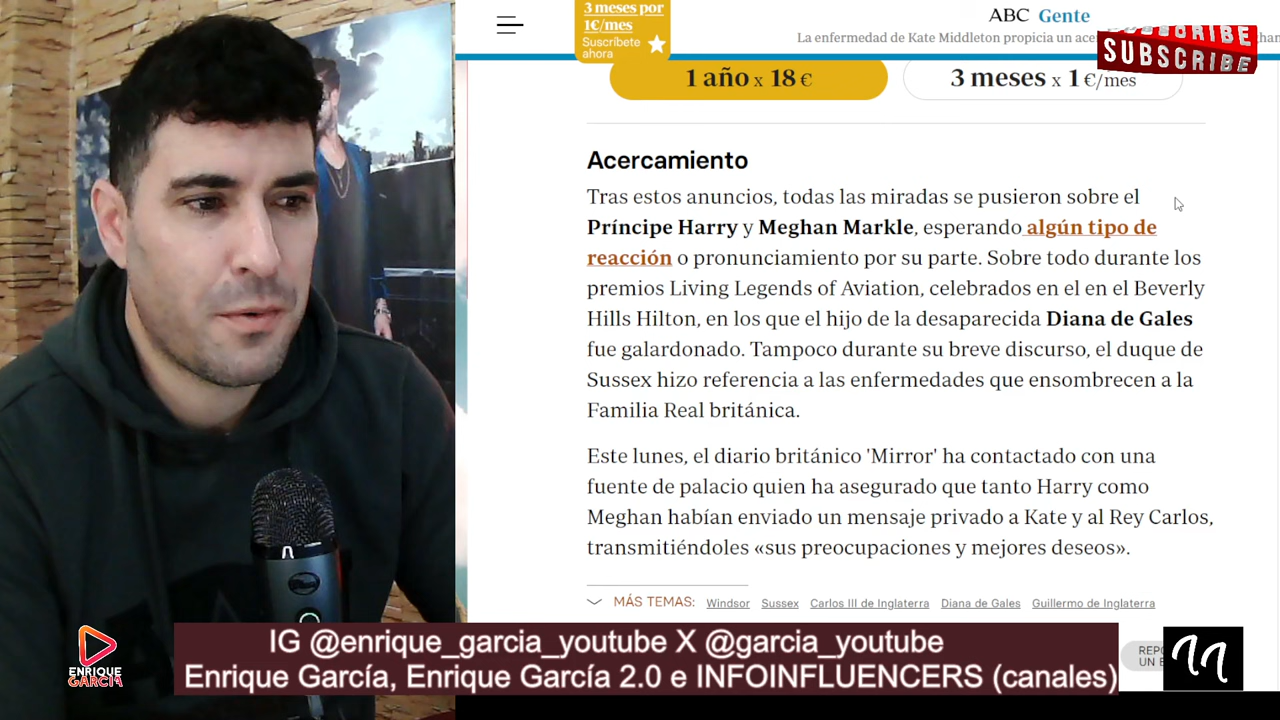 3 meses por
1€/mes
Suscríbete
ahora
ABC Gente
La enfermedad de Kate Middleton propicia un
SUBSCRIBE
SUBSCRIBE
1 año x 18 €
3 meses x 1 €/mes
Acercamiento
Tras estos anuncios, todas las miradas se pusieron sobre el
Príncipe Harry y Meghan Markle, esperando algún tipo de
reacción o pronunciamiento por su parte. Sobre todo durante los
premios Living Legends of Aviation, celebrados en el en el Beverly
Hills Hilton, en los que el hijo de la desaparecida Diana de Gales
fue galardonado. Tampoco durante su breve discurso, el duque de
Sussex hizo referencia a las enfermedades que ensombrecen a la
Familia Real británica.
Este lunes, el diario británico 'Mirror' ha contactado con una
fuente de palacio quien ha asegurado que tanto Harry como
Meghan habían enviado un mensaje privado a Kate y al Rey Carlos,
transmitiéndoles «sus preocupaciones y mejores deseos».
MÁS TEMAS: Windsor Sussex Carlos III de Inglaterra Diana de Gales Guillermo de Inglaterra
IG @enrique_garcia_youtube X @garcia_youtube
Enrique García, Enrique García 2.0 e INFOINFLUENCERS (canales)
ENRIQUE
GARCÍA